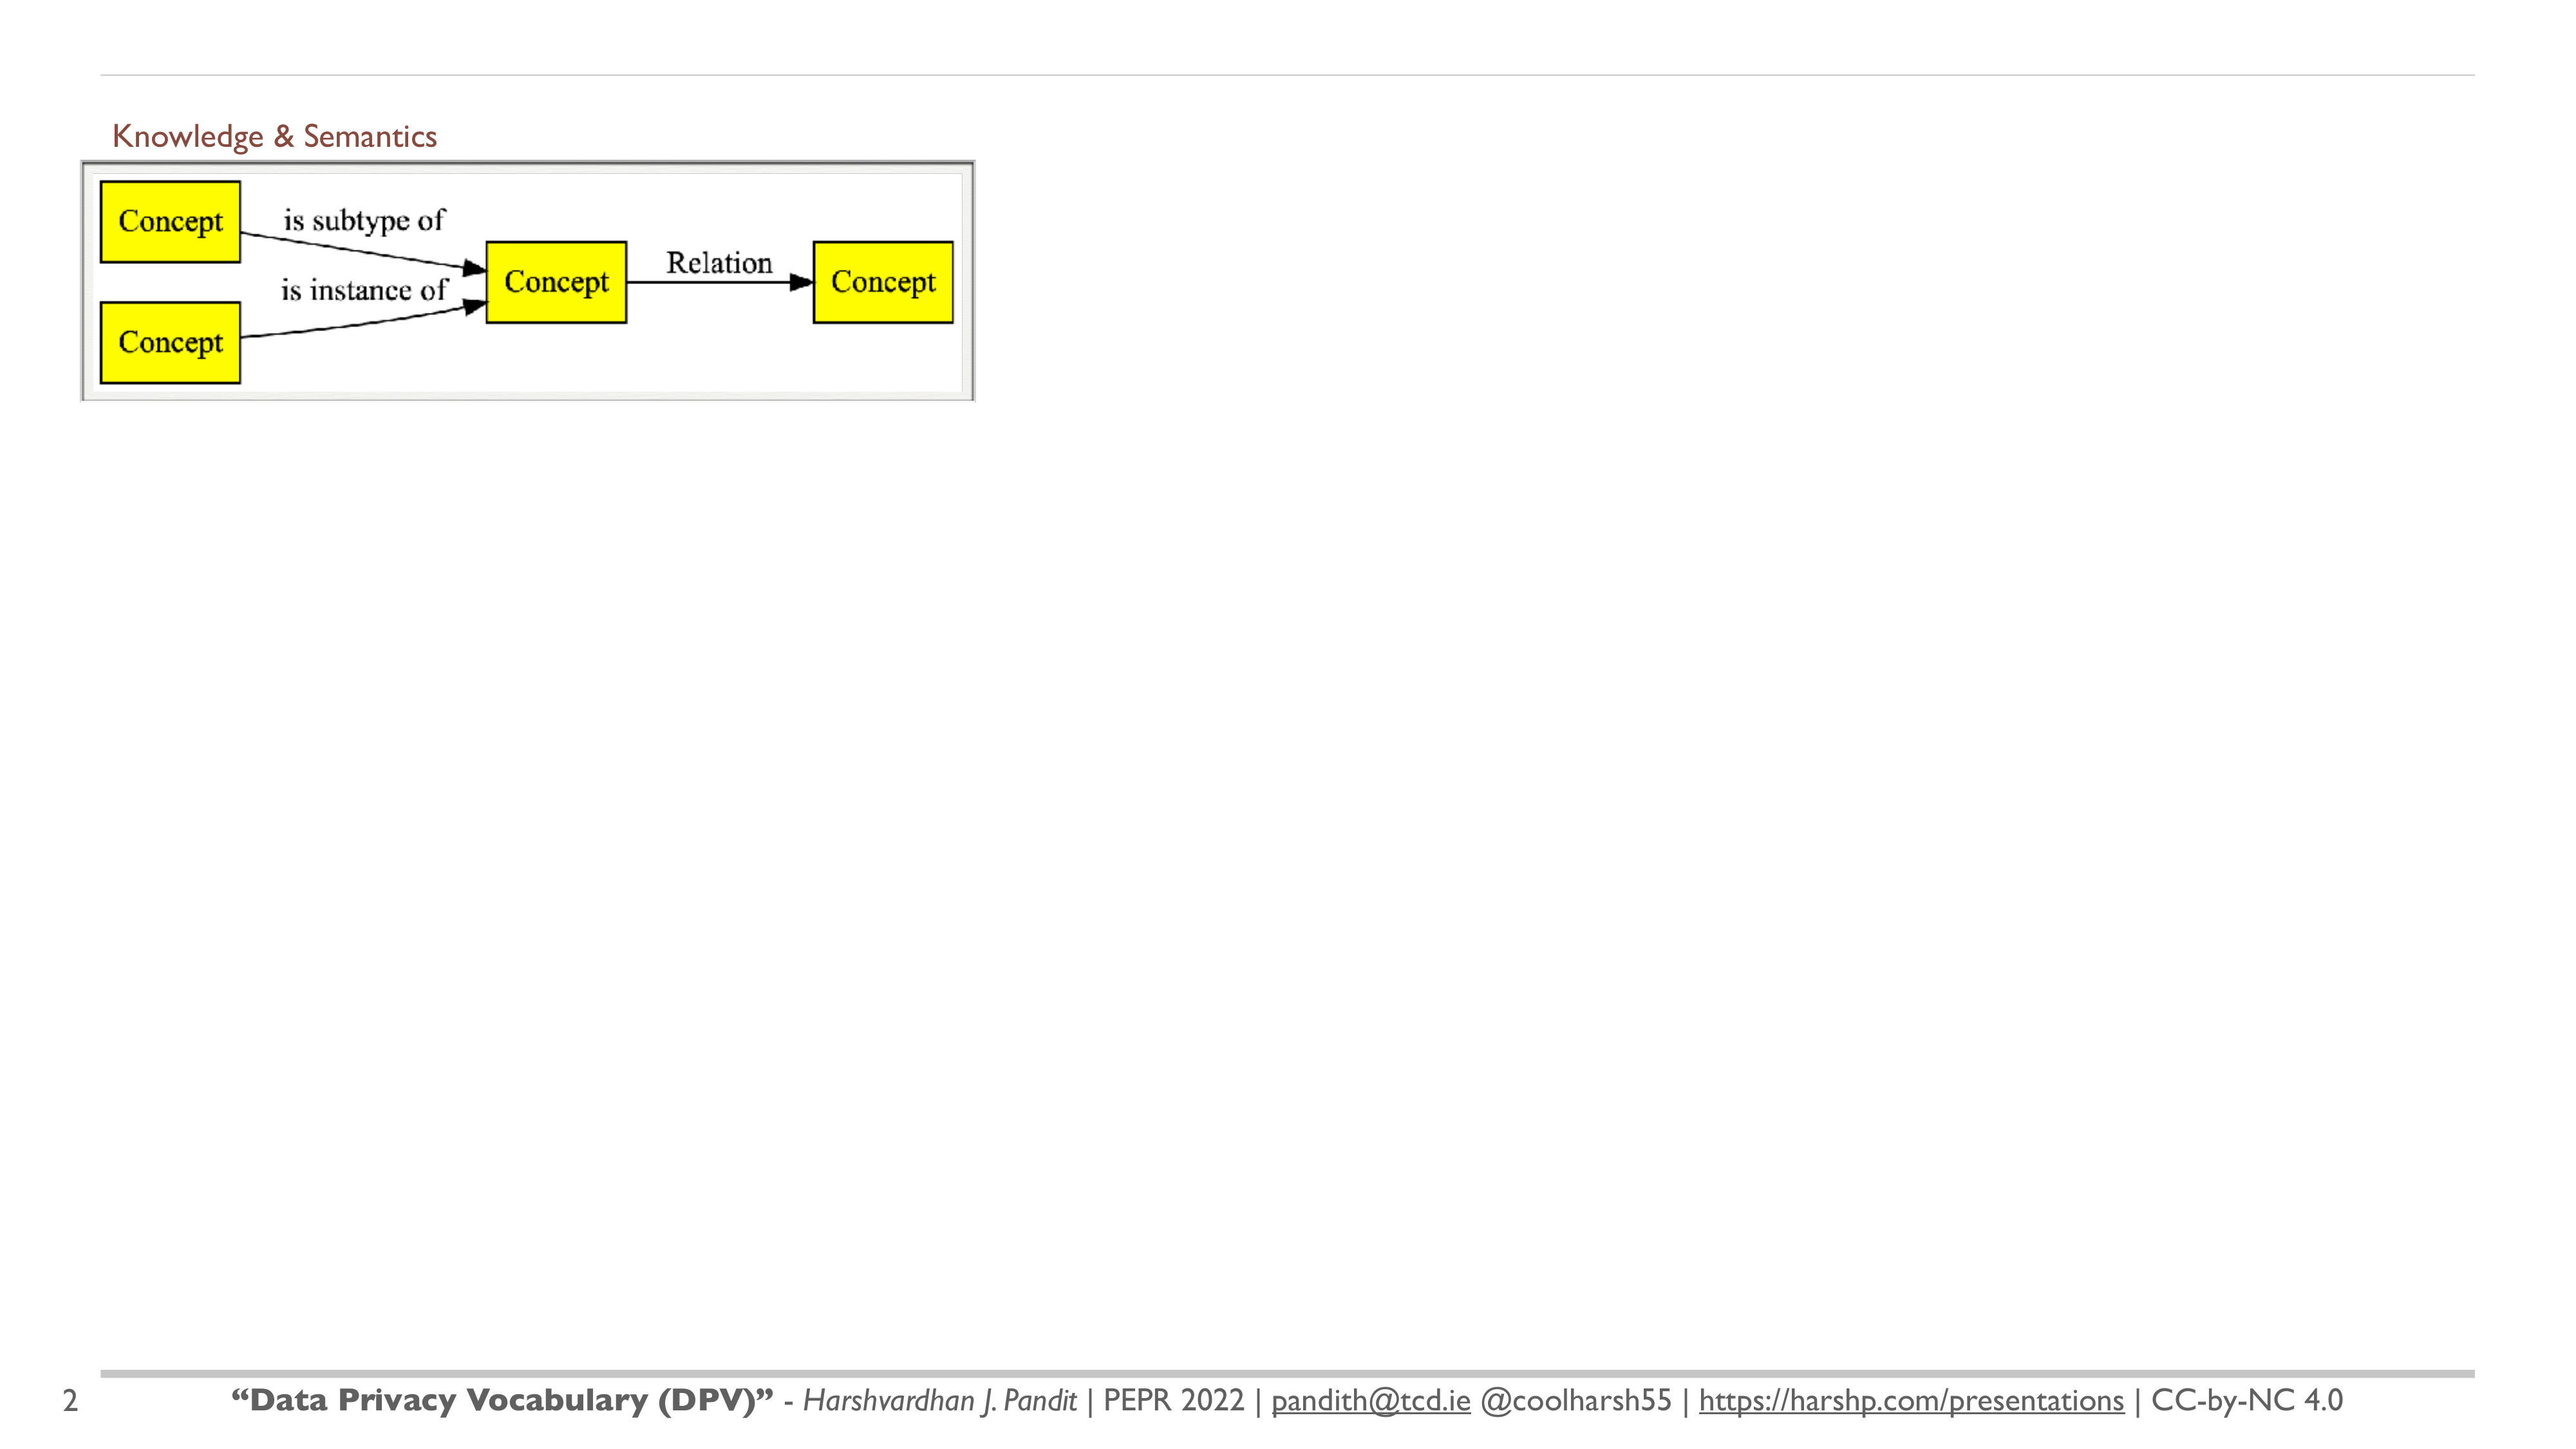 Knowledge & Semantics
Concept
is subtype of
is instance of
Concept
Concept
Relation
Concept
2
“Data Privacy Vocabulary (DPV)” - Harshvardhan J. Pandit | PEPR 2022 | pandith@tcd.ie @coolharsh55 | https://harshp.com/presentations | CC-by-NC 4.0